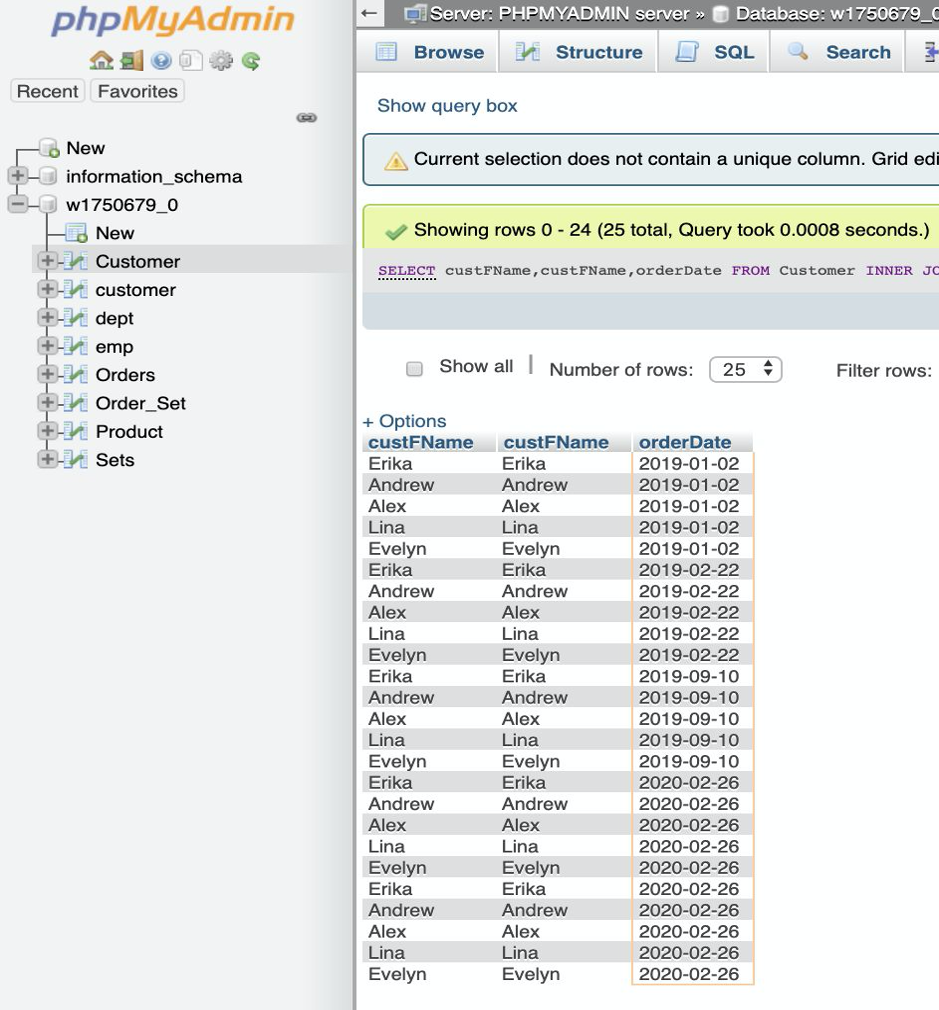 phpMyAdmin
Recent Favorites
New
information_schema
w1750679_0
New
Customer
customer
dept
emp
Orders
Order_Set
Product
Sets
Server: PHPMYADMIN server » Database: w1750679_0
Browse Structure SQL Search
Show query box
Current selection does not contain a unique column. Grid edi
Showing rows 0 - 24 (25 total, Query took 0.0008 seconds.)
SELECT custFName,custFName,orderDate FROM Customer INNER JO
Show all | Number of rows: 25 Filter rows:
+ Options
custFName custFName orderDate
Erika Erika 2019-01-02
Andrew Andrew 2019-01-02
Alex Alex 2019-01-02
Lina Lina 2019-01-02
Evelyn Evelyn 2019-01-02
Erika Erika 2019-02-22
Andrew Andrew 2019-02-22
Alex Alex 2019-02-22
Lina Lina 2019-02-22
Evelyn Evelyn 2019-02-22
Erika Erika 2019-09-10
Andrew Andrew 2019-09-10
Alex Alex 2019-09-10
Lina Lina 2019-09-10
Evelyn Evelyn 2019-09-10
Erika Erika 2020-02-26
Andrew Andrew 2020-02-26
Alex Alex 2020-02-26
Lina Lina 2020-02-26
Evelyn Evelyn 2020-02-26
Erika Erika 2020-02-26
Andrew Andrew 2020-02-26
Alex Alex 2020-02-26
Lina Lina 2020-02-26
Evelyn Evelyn 2020-02-26